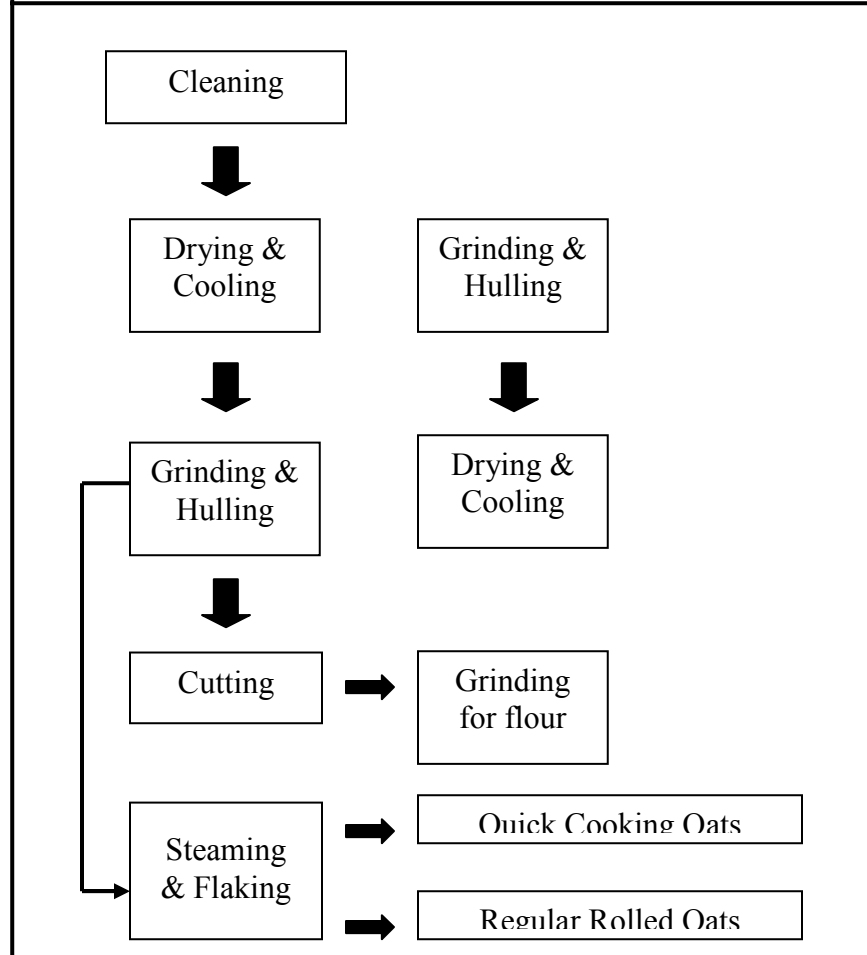 Cleaning
Drying &
Cooling
Grinding &
Hulling
Grinding &
Hulling
Drying &
Cooling
Cutting
Grinding
for flour
Steaming
& Flaking
Quick Cooking Oats
Regular Rolled Oats